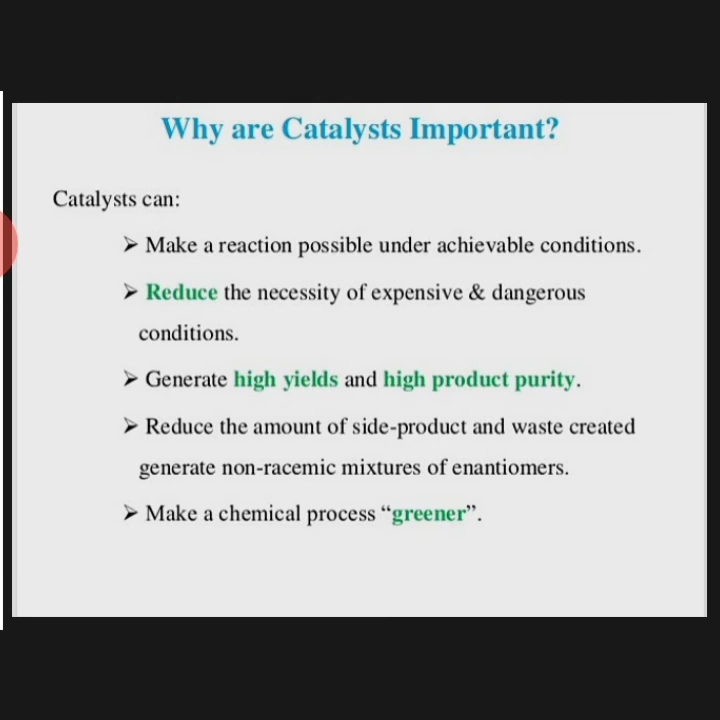 Why are Catalysts Important?
Catalysts can:
➢ Make a reaction possible under achievable conditions.
➢ Reduce the necessity of expensive & dangerous
conditions.
➢ Generate high yields and high product purity.
➢ Reduce the amount of side-product and waste created
generate non-racemic mixtures of enantiomers.
➢ Make a chemical process “greener”.